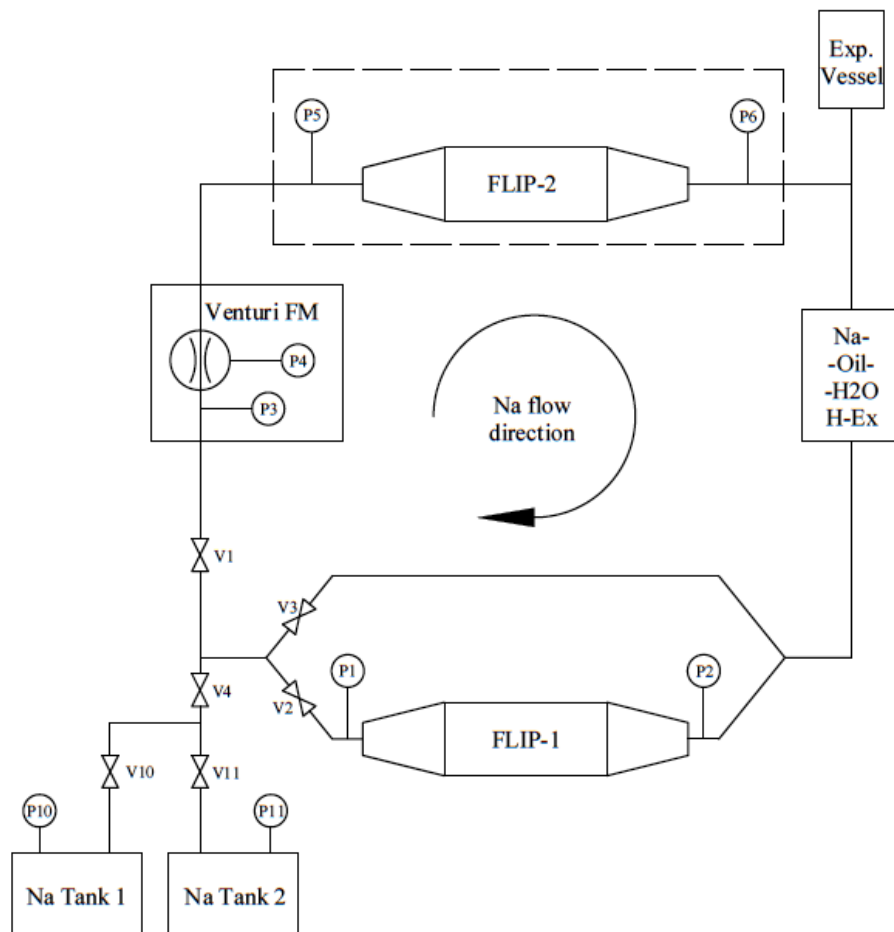 Exp.
Vessel
P5
P6
FLIP-2
Venturi FM
P4
P3
Na-
-Oil-
-H2O
H-Ex
Na flow
direction
V1
V3
V4
V2
P1
P2
FLIP-1
V10
V11
P10
P11
Na Tank 1
Na Tank 2